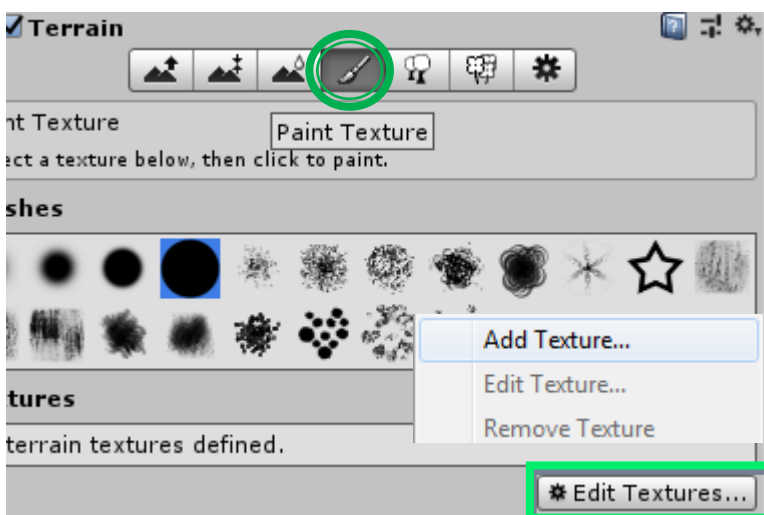 Terrain
nt Texture
Paint Texture
ect a texture below, then click to paint.
shes
Add Texture...
Edit Texture...
Remove Texture
tures
terrain textures defined.
Edit Textures...